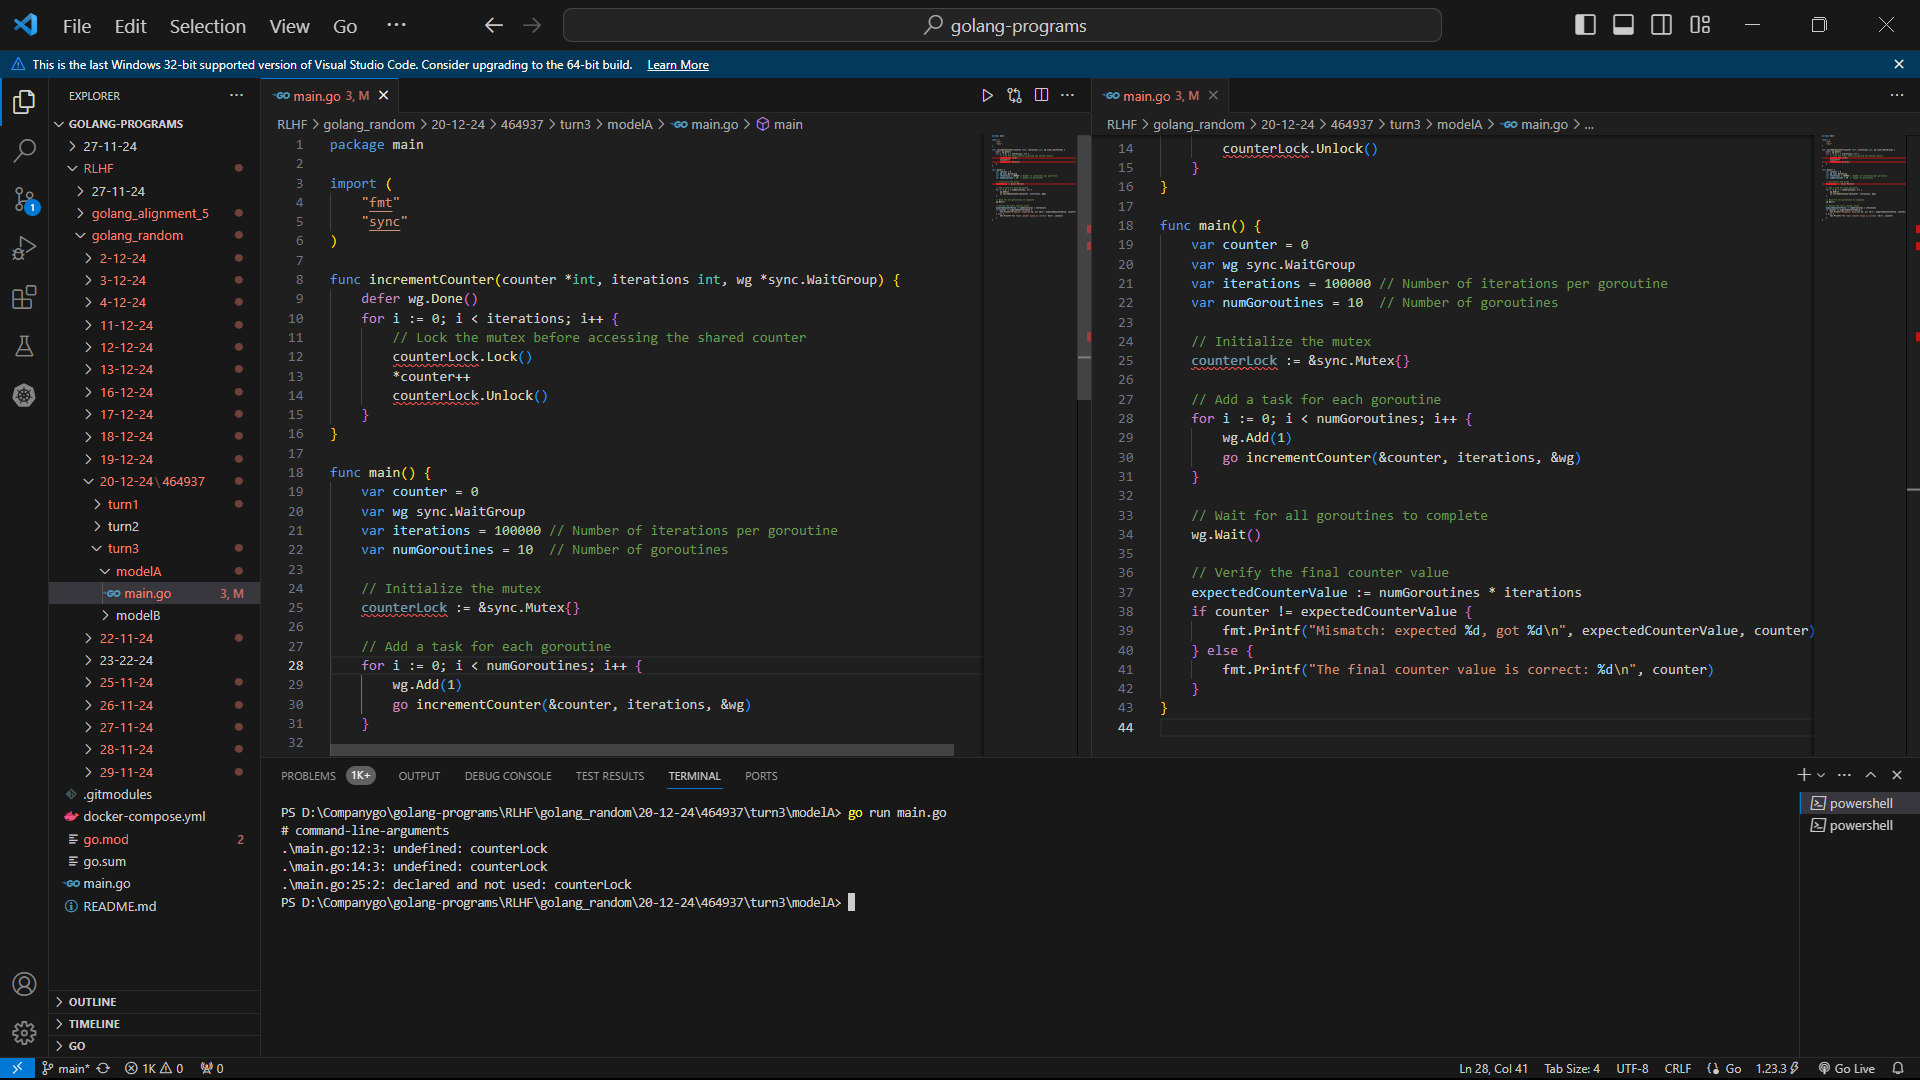 File Edit Selection View Go ···
golang-programs
This is the last Windows 32-bit supported version of Visual Studio Code. Consider upgrading to the 64-bit build. Learn More
EXPLORER
GOLANG-PROGRAMS
27-11-24
RLHF
27-11-24
golang_alignment_5
golang_random
2-12-24
3-12-24
4-12-24
11-12-24
12-12-24
13-12-24
16-12-24
17-12-24
18-12-24
19-12-24
20-12-24\464937
turn1
turn2
turn3
modelA
main.go 3, M
modelB
22-11-24
23-22-24
25-11-24
26-11-24
27-11-24
28-11-24
29-11-24
.gitmodules
docker-compose.yml
go.mod 2
go.sum
main.go
README.md
OUTLINE
TIMELINE
GO
1
main.go 3, M
RLHF > golang_random > 20-12-24 > 464937 > turn3 > modelA > main.go > main
1 package main
2
3 import (
4 "fmt"
5 "sync"
6 )
7
8 func incrementCounter(counter *int, iterations int, wg *sync.WaitGroup) {
9 defer wg.Done()
10 for i := 0; i < iterations; i++ {
11 // Lock the mutex before accessing the shared counter
12 counterLock.Lock()
13 *counter++
14 counterLock.Unlock()
15 }
16 }
17
18 func main() {
19 var counter = 0
20 var wg sync.WaitGroup
21 var iterations = 100000 // Number of iterations per goroutine
22 var numGoroutines = 10 // Number of goroutines
23
24 // Initialize the mutex
25 counterLock := &sync.Mutex{}
26
27 // Add a task for each goroutine
28 for i := 0; i < numGoroutines; i++ {
29 wg.Add(1)
30 go incrementCounter(&counter, iterations, &wg)
31 }
32
main.go 3, M
RLHF > golang_random > 20-12-24 > 464937 > turn3 > modelA > main.go > ...
14 counterLock.Unlock()
15 }
16 }
17
18 func main() {
19 var counter = 0
20 var wg sync.WaitGroup
21 var iterations = 100000 // Number of iterations per goroutine
22 var numGoroutines = 10 // Number of goroutines
23
24 // Initialize the mutex
25 counterLock := &sync.Mutex{}
26
27 // Add a task for each goroutine
28 for i := 0; i < numGoroutines; i++ {
29 wg.Add(1)
30 go incrementCounter(&counter, iterations, &wg)
31 }
32
33 // Wait for all goroutines to complete
34 wg.Wait()
35
36 // Verify the final counter value
37 expectedCounterValue := numGoroutines * iterations
38 if counter != expectedCounterValue {
39 fmt.Printf("Mismatch: expected %d, got %d\n", expectedCounterValue, counter)
40 } else {
41 fmt.Printf("The final counter value is correct: %d\n", counter)
42 }
43 }
44
PROBLEMS 1K+ OUTPUT DEBUG CONSOLE TEST RESULTS TERMINAL PORTS
PS D:\Companygo\golang-programs\RLHF\golang_random\20-12-24\464937\turn3\modelA> go run main.go
# command-line-arguments
.\main.go:12:3: undefined: counterLock
.\main.go:14:3: undefined: counterLock
.\main.go:25:2: declared and not used: counterLock
PS D:\Companygo\golang-programs\RLHF\golang_random\20-12-24\464937\turn3\modelA>
powershell
powershell
main* 1K 0 0 Ln 28, Col 41 Tab Size: 4 UTF-8 CRLF Go 1.23.3 Go Live